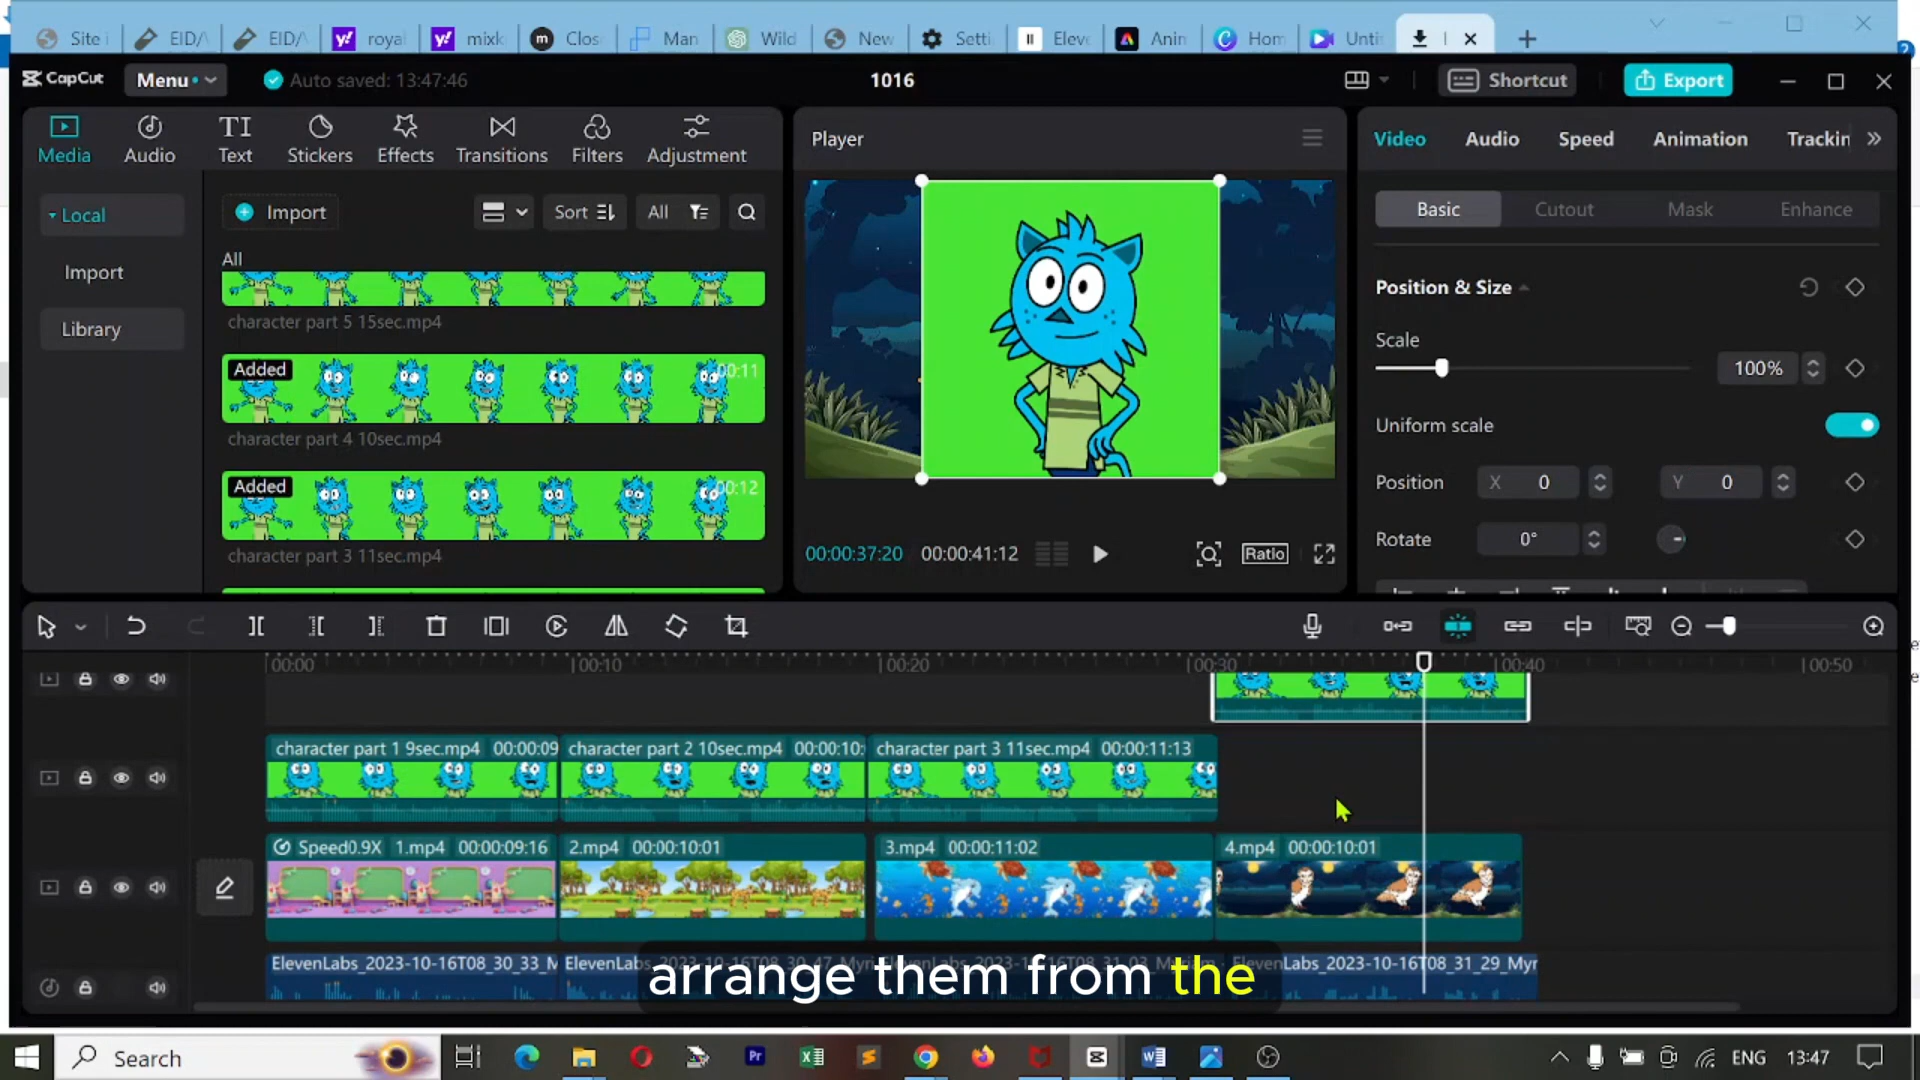 Site i
EID/
EID/
roya
mixk
Clos
Man
Wild
New
Setti
Eleve
Anin
Hom
Unti
CapCut
Menu
Auto saved: 13:47:46
1016
Shortcut
Export
Media
Audio
TI
Text
Stickers
Effects
Transitions
Filters
Adjustment
Player
Video
Audio
Speed
Animation
Trackin
Local
Import
Library
Import
Sort
All
All
character part 5 15sec.mp4
Added
00:11
character part 4 10sec.mp4
Added
00:12
character part 3 11sec.mp4
00:00:37:20
00:00:41:12
Ratio
Basic
Cutout
Mask
Enhance
Position & Size
Scale
100%
Uniform scale
Position
X 0
Y 0
Rotate
0°
00:00
00:10
00:20
00:30
00:40
00:50
character part 1 9sec.mp4 00:00:09
character part 2 10sec.mp4 00:00:10:
character part 3 11sec.mp4 00:00:11:13
Speed0.9X 1.mp4 00:00:09:16
2.mp4 00:00:10:01
3.mp4 00:00:11:02
4.mp4 00:00:10:01
ElevenLabs_2023-10-16T08_30_33_M
ElevenLabs_2023-10-16T08_31_29_Myr
arrange them from the
Search
Pr
ENG
13:47